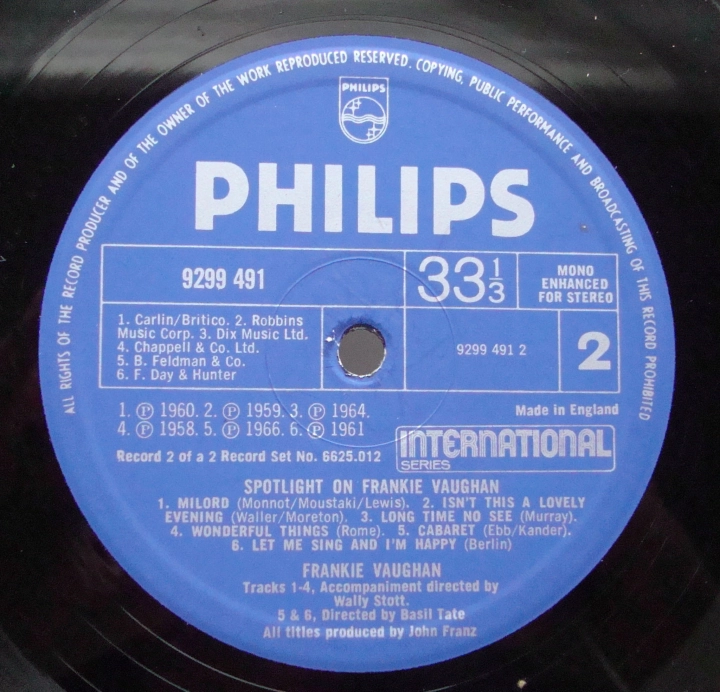 ALL RIGHTS OF THE RECORD PRODUCER AND OF THE OWNER OF THE WORK REPRODUCED RESERVED. COPYING, PUBLIC PERFORMANCE AND BROADCASTING OF THIS RECORD PROHIBITED
PHILIPS
PHILIPS
9299 491
33 1/3
MONO
ENHANCED
FOR STEREO
1. Carlin/Britico. 2. Robbins
Music Corp. 3. Dix Music Ltd.
4. Chappell & Co. Ltd.
5. B. Feldman & Co.
6. F. Day & Hunter
9299 491 2
2
1. Ⓟ 1960. 2. Ⓟ 1959. 3. Ⓟ 1964.
4. Ⓟ 1958. 5. Ⓟ 1966. 6. Ⓟ 1961
Made in England
Record 2 of a 2 Record Set No. 6625.012
INTERNATIONAL
SERIES
SPOTLIGHT ON FRANKIE VAUGHAN
1. MILORD (Monnot/Moustaki/Lewis). 2. ISN'T THIS A LOVELY
EVENING (Waller/Moreton). 3. LONG TIME NO SEE (Murray).
4. WONDERFUL THINGS (Rome). 5. CABARET (Ebb/Kander).
6. LET ME SING AND I'M HAPPY (Berlin)
FRANKIE VAUGHAN
Tracks 1-4, Accompaniment directed by
Wally Stott.
5 & 6, Directed by Basil Tate
All titles produced by John Franz